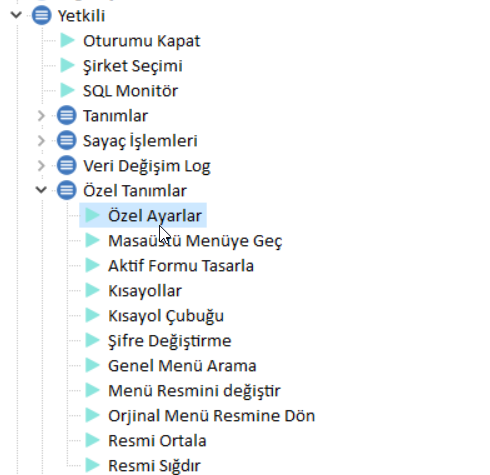 Yetkili
Oturumu Kapat
Şirket Seçimi
SQL Monitör
Tanımlar
Sayaç İşlemleri
Veri Değişim Log
Özel Tanımlar
Özel Ayarlar
Masaüstü Menüye Geç
Aktif Formu Tasarla
Kısayollar
Kısayol Çubuğu
Şifre Değiştirme
Genel Menü Arama
Menü Resmini değiştir
Orjinal Menü Resmine Dön
Resmi Ortala
Resmi Sığdır